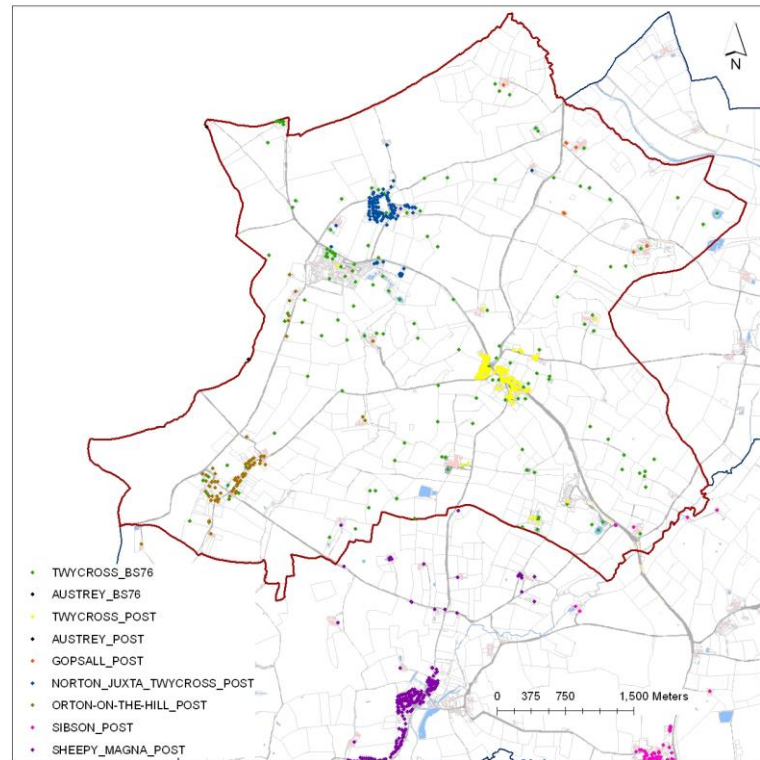 N
TWYCROSS_BS76
AUSTREY_BS76
TWYCROSS_POST
AUSTREY_POST
GOPSALL_POST
NORTON_JUXTA_TWYCROSS_POST
ORTON-ON-THE-HILL_POST
SIBSON_POST
SHEEPY_MAGNA_POST
0 375 750 1,500 Meters